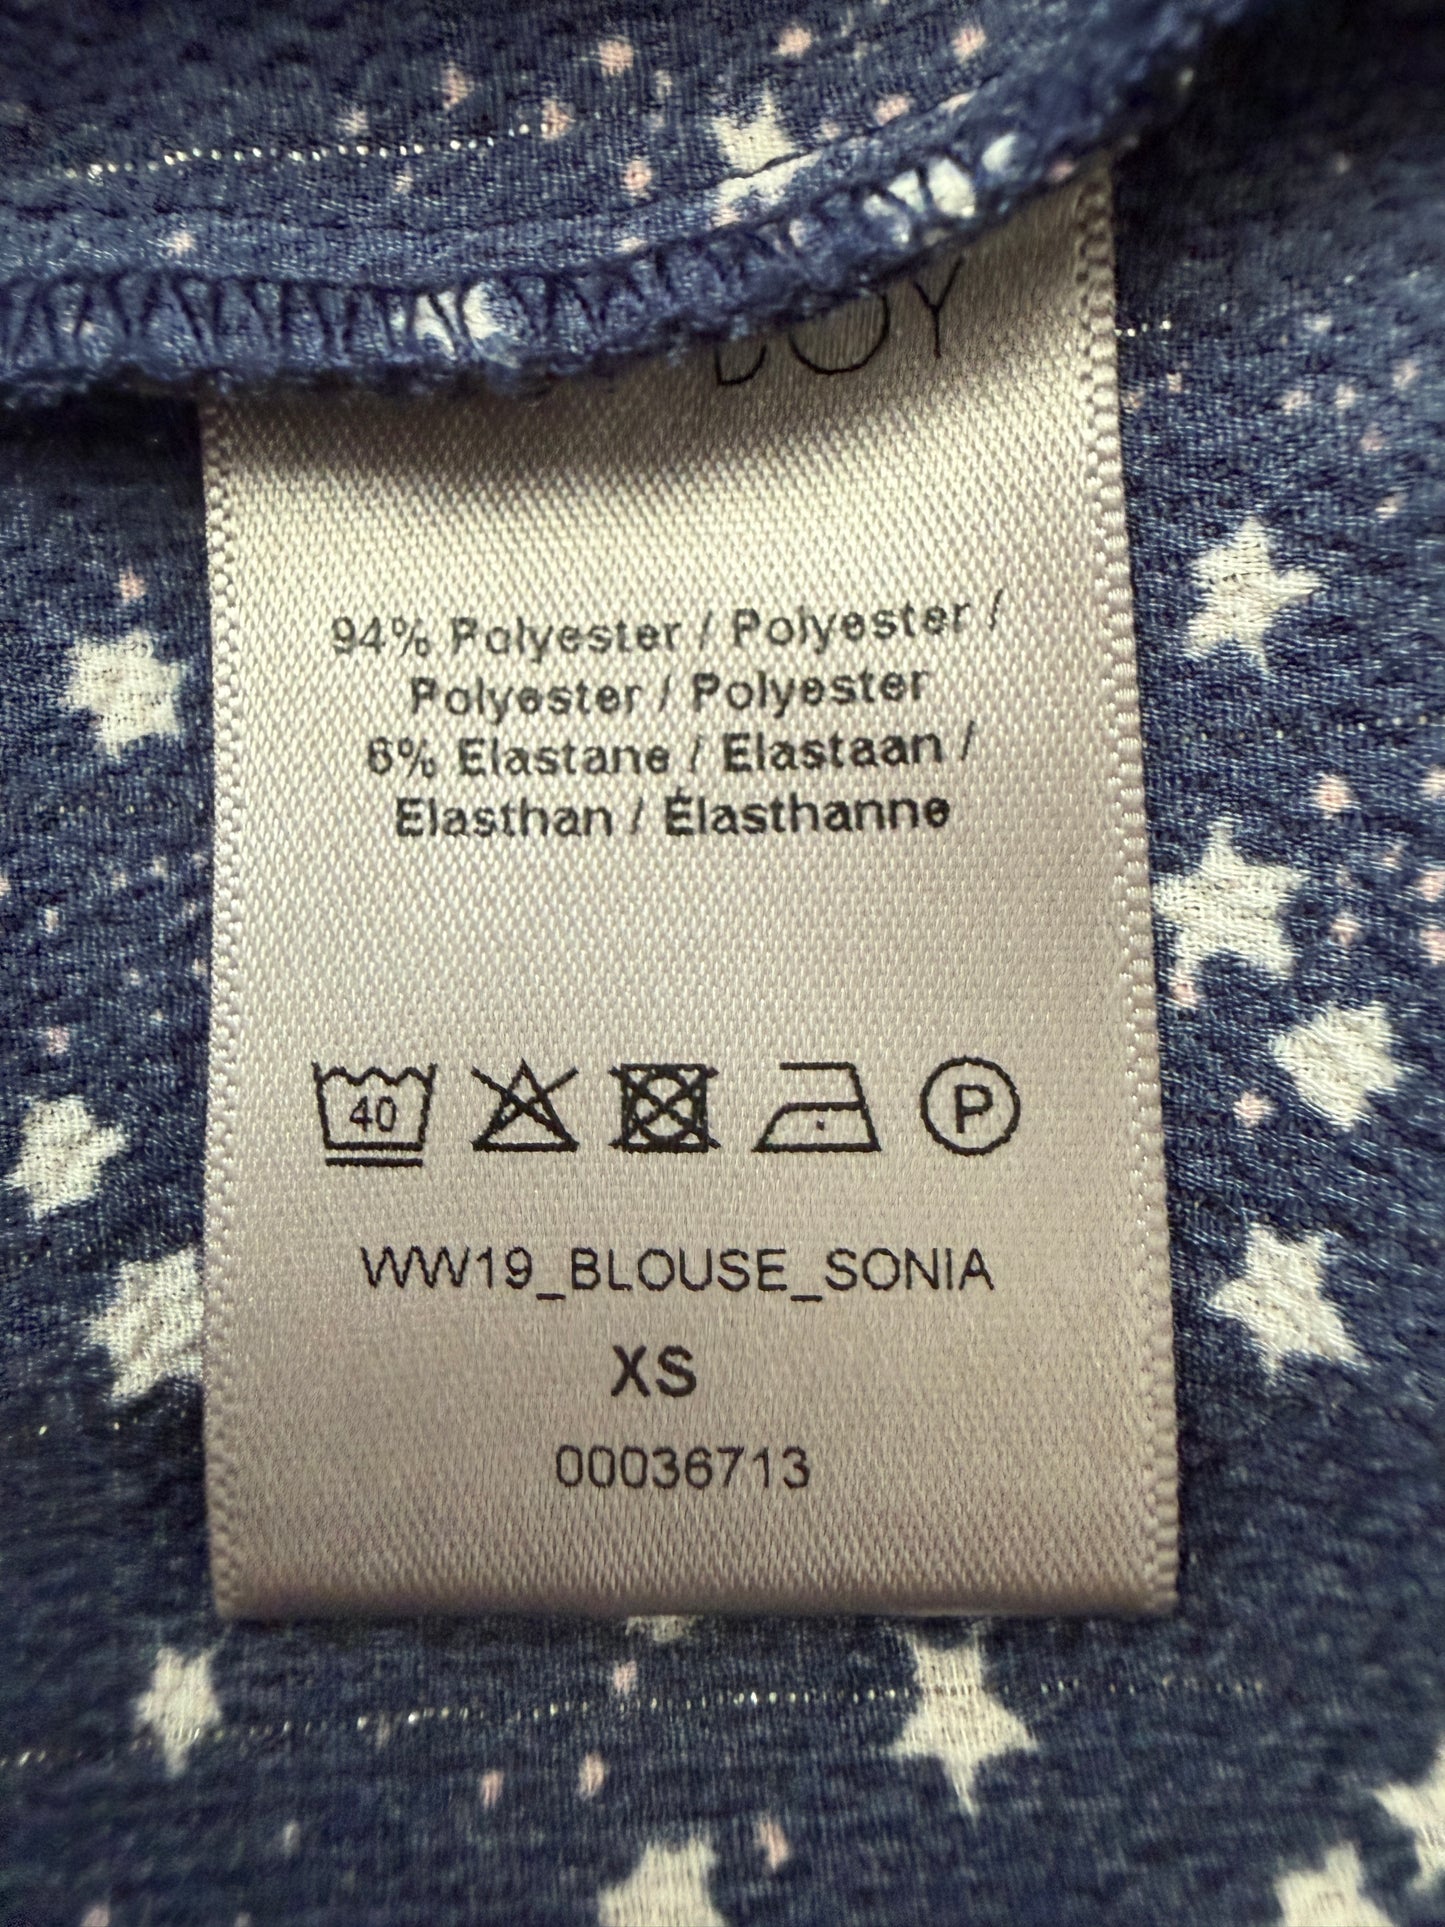 94% Polyester / Polyester /
Polyester / Polyester
6% Elastane / Elastaan /
Elasthan / Élasthanne
40
P
WW19_BLOUSE_SONIA
XS
00036713